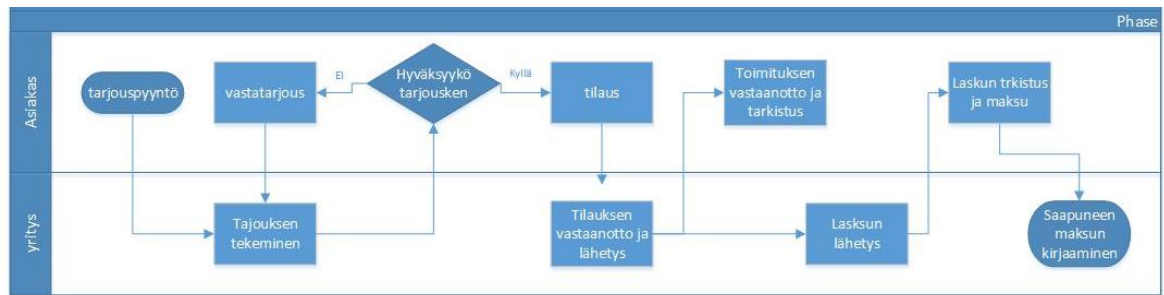 Phase
Asiakas
tarjouspyyntö
vastatarjous
EI
Hyväksyykö
tarjousken
Kyllä
tilaus
Toimituksen
vastaanotto ja
tarkistus
Laskun trkistus
ja maksu
yritys
Tajouksen
tekeminen
Tilauksen
vastaanotto ja
lähetys
Lasksun
lähetys
Saapuneen
maksun
kirjaaminen